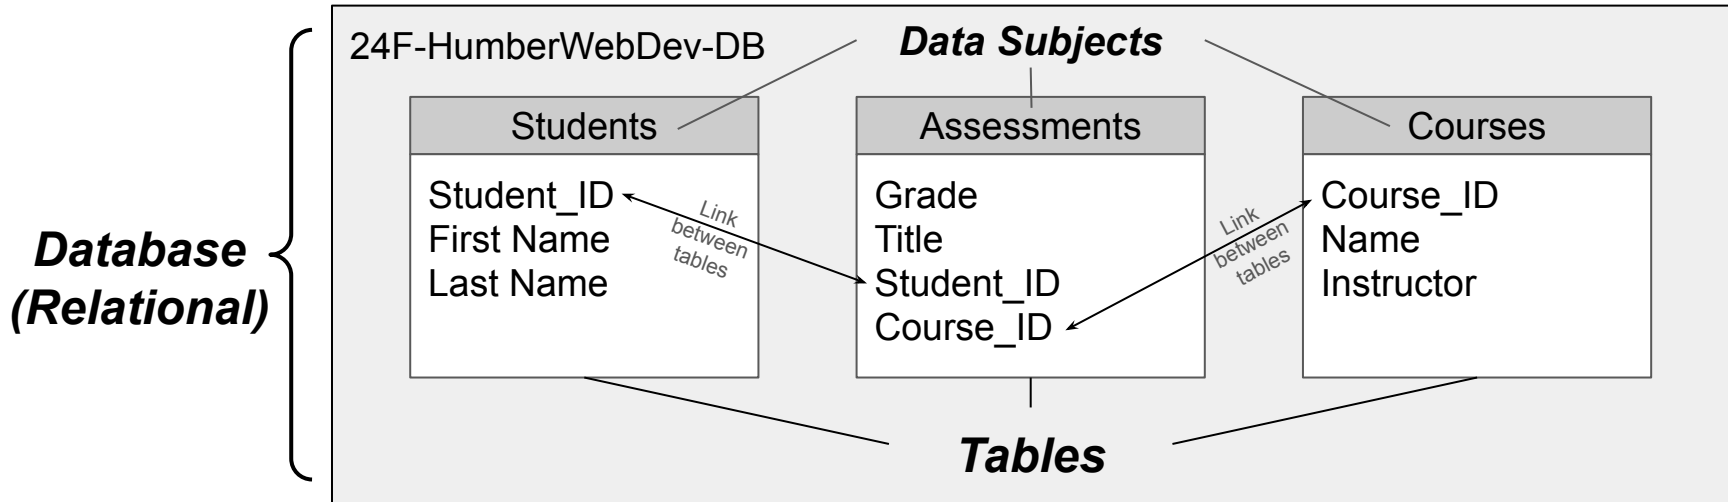 24F-HumberWebDev-DB
Data Subjects
Students
Assessments
Courses
Student_ID
First Name
Last Name
Link
between
tables
Grade
Title
Student_ID
Course_ID
Link
between
tables
Course_ID
Name
Instructor
Database
(Relational)
Tables